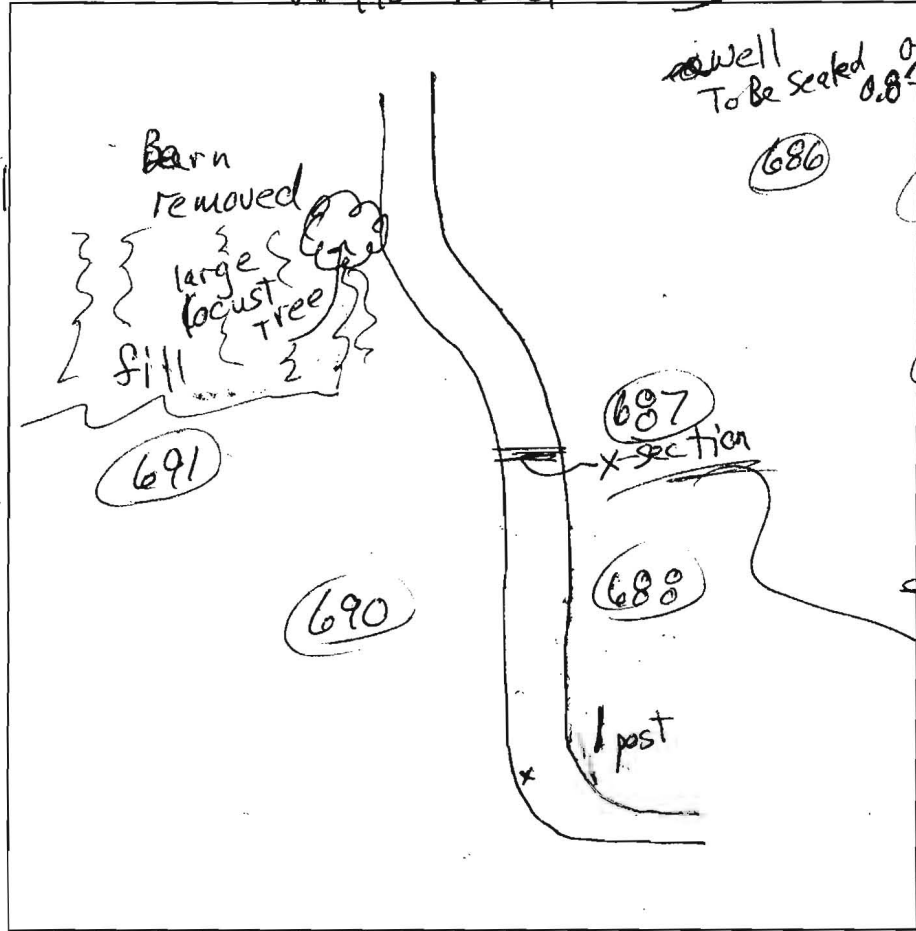 Well
To Be Sealed
686
Barn
removed
large
locust
tree
fill
687
x-section
691
688
690
post
x